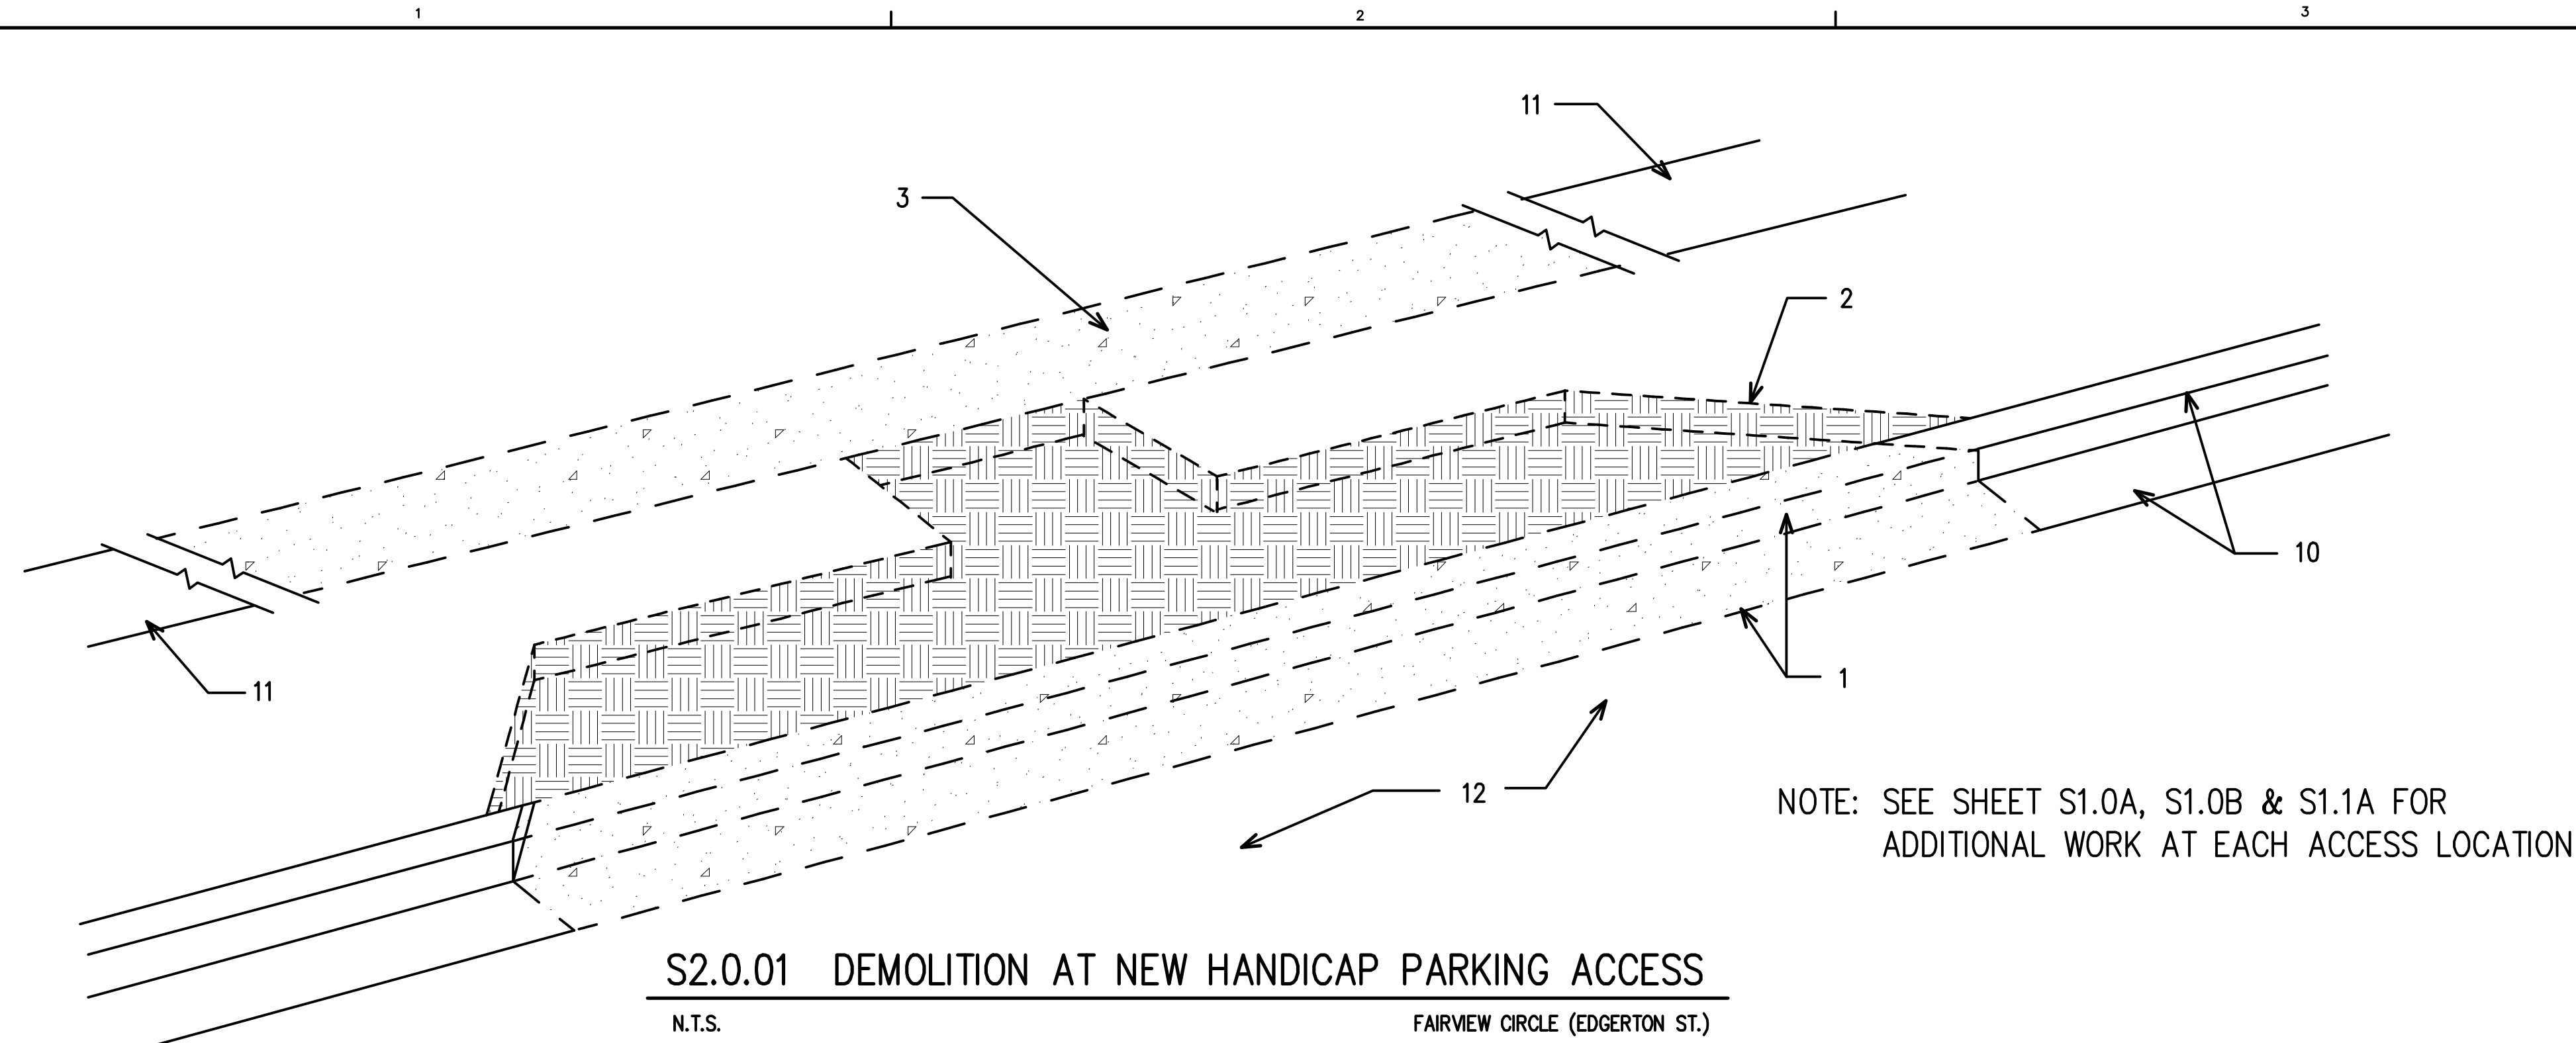 1
2
3
11
3
2
10
11
1
12
NOTE: SEE SHEET S1.0A, S1.0B & S1.1A FOR
ADDITIONAL WORK AT EACH ACCESS LOCATION
S2.0.01 DEMOLITION AT NEW HANDICAP PARKING ACCESS
N.T.S. FAIRVIEW CIRCLE (EDGERTON ST.)